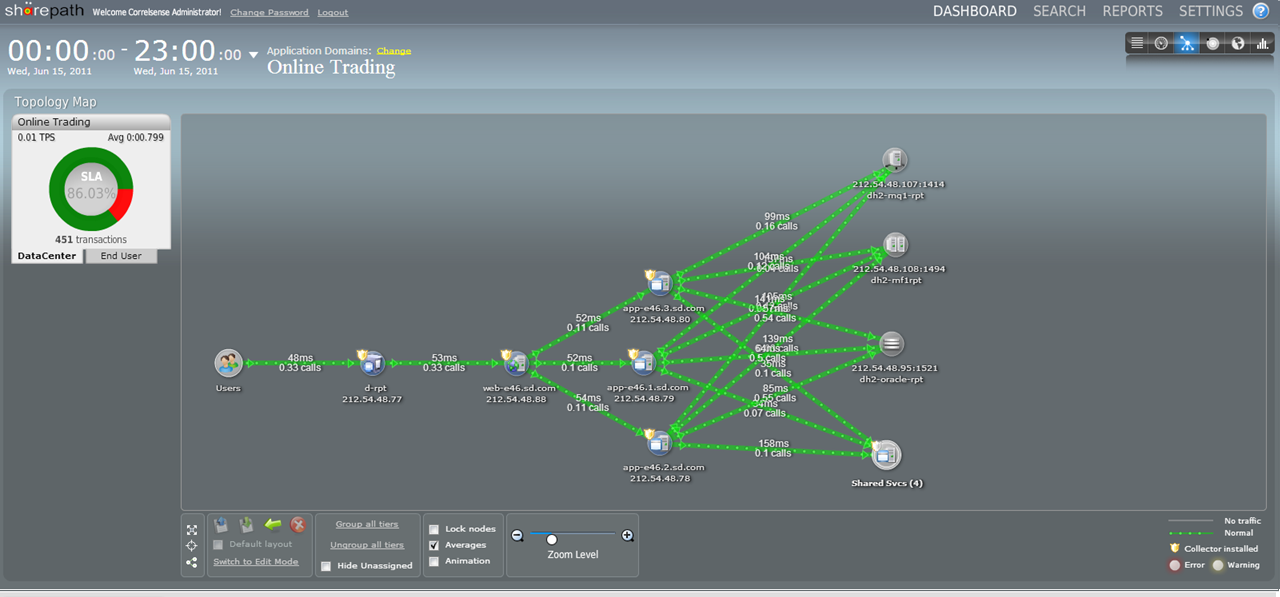 shörepath Welcome Correlsense Administrator! Change Password Logout
DASHBOARD SEARCH REPORTS SETTINGS ?
00:00:00 - 23:00:00
Wed, Jun 15, 2011 Wed, Jun 15, 2011
Application Domains: Change
Online Trading
Topology Map
Online Trading
0.01 TPS Avg 0:00.799
SLA
86.03%
451 transactions
DataCenter End User
Users
48ms
0.33 calls
d-rpt
212.54.48.77
53ms
0.33 calls
web-e46.sd.com
212.54.48.88
52ms
0.11 calls
52ms
0.1 calls
54ms
0.11 calls
app-e46.3.sd.com
212.54.48.80
app-e46.1.sd.com
212.54.48.79
app-e46.2.sd.com
212.54.48.78
99ms
0.16 calls
104ms
0.54 calls
139ms
0.1 calls
85ms
0.55 calls
0.07 calls
158ms
0.1 calls
212.54.48.107:1414
dh2-mq1-rpt
212.54.48.108:1494
dh2-mf1rpt
212.54.48.95:1521
dh2-oracle-rpt
Shared Svcs (4)
Default layout
Switch to Edit Mode
Group all tiers
Ungroup all tiers
Hide Unassigned
Lock nodes
Averages
Animation
Zoom Level
No traffic
Normal
Collector installed
Error Warning